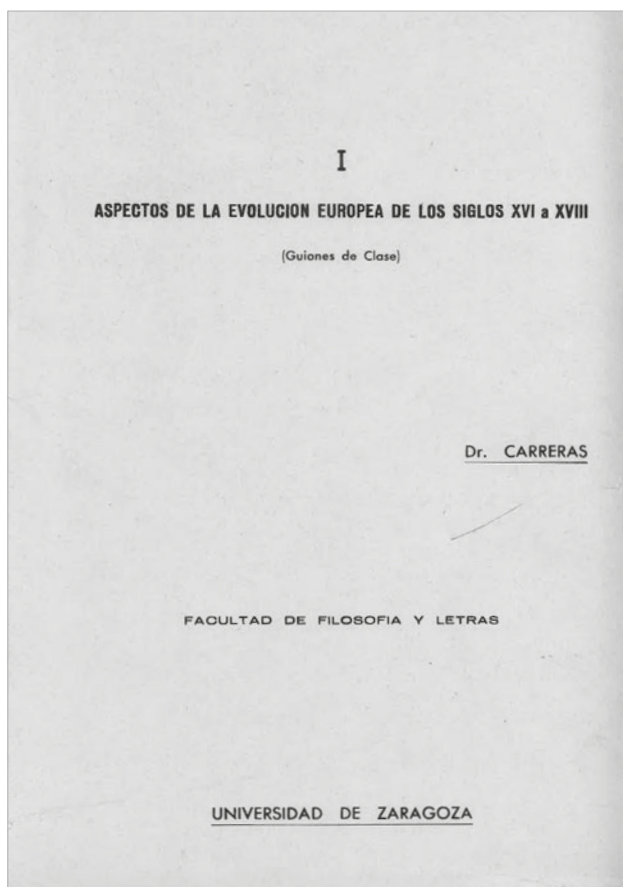 I
ASPECTOS DE LA EVOLUCION EUROPEA DE LOS SIGLOS XVI a XVIII
(Guiones de Clase)
Dr. CARRERAS
FACULTAD DE FILOSOFIA Y LETRAS
UNIVERSIDAD DE ZARAGOZA